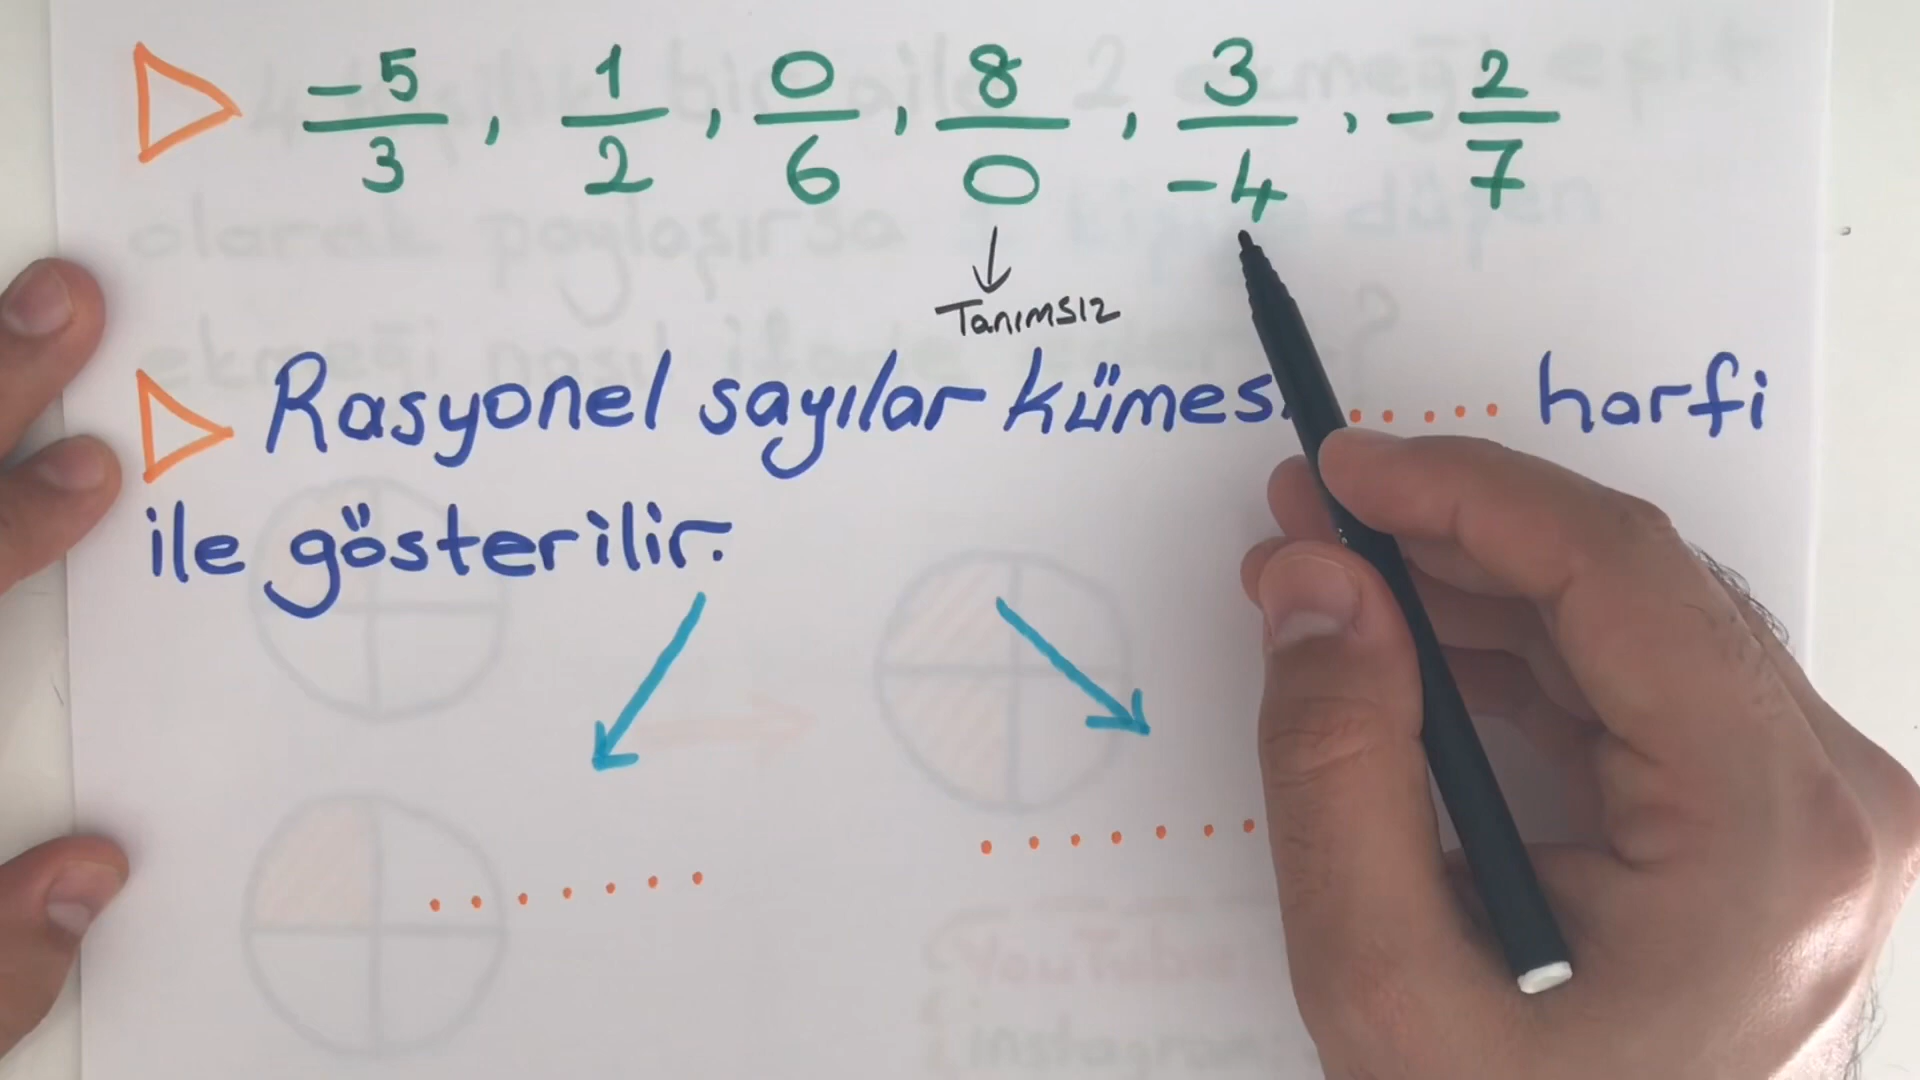 -5/3 , 1/2 , 0/6 , 8/0 , 3/-4 , - 2/7
Tanımsız
Rasyonel sayılar kümesi ..... harfi
ile gösterilir.
....... .......